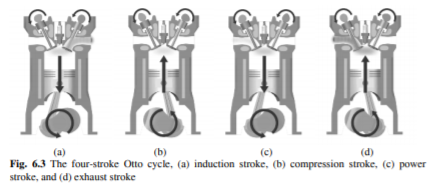 (a) (b) (c) (d)
Fig. 6.3 The four-stroke Otto cycle, (a) induction stroke, (b) compression stroke, (c) power
stroke, and (d) exhaust stroke